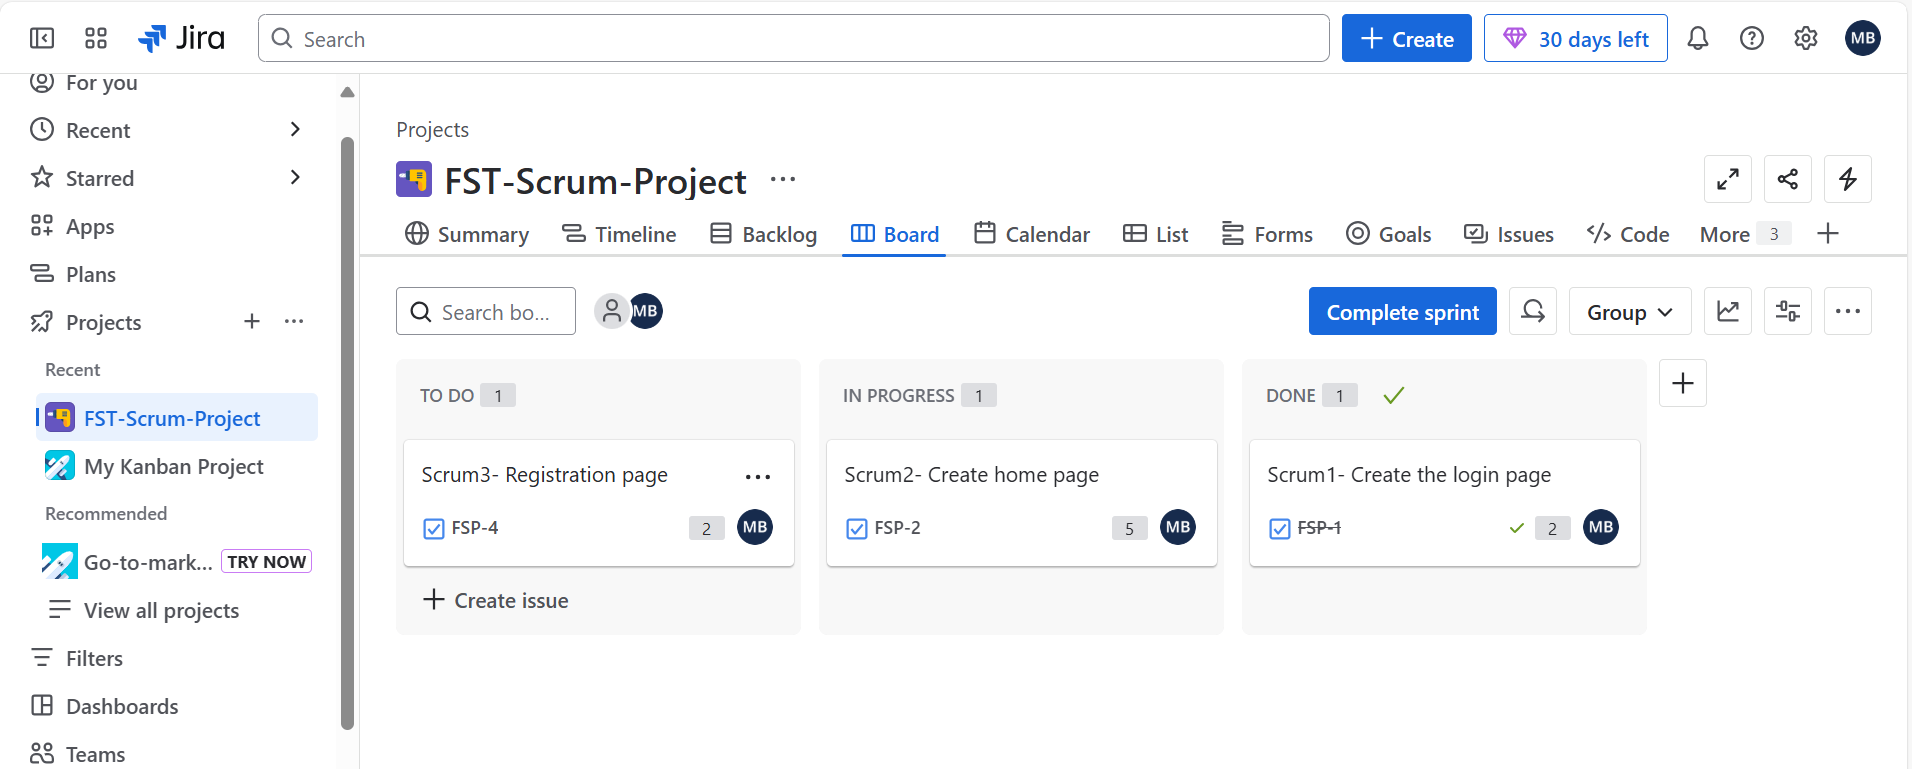 Jira
Search
Create
30 days left
MB
For you
Recent
Starred
Apps
Plans
Projects
Recent
FST-Scrum-Project
My Kanban Project
Recommended
Go-to-mark... TRY NOW
View all projects
Filters
Dashboards
Teams
Projects
FST-Scrum-Project
Summary Timeline Backlog Board Calendar List Forms Goals Issues Code More 3
Search bo... MB Complete sprint Group
TO DO 1
Scrum3- Registration page
FSP-4 2 MB
Create issue
IN PROGRESS 1
Scrum2- Create home page
FSP-2 5 MB
DONE 1
Scrum1- Create the login page
FSP-1 2 MB